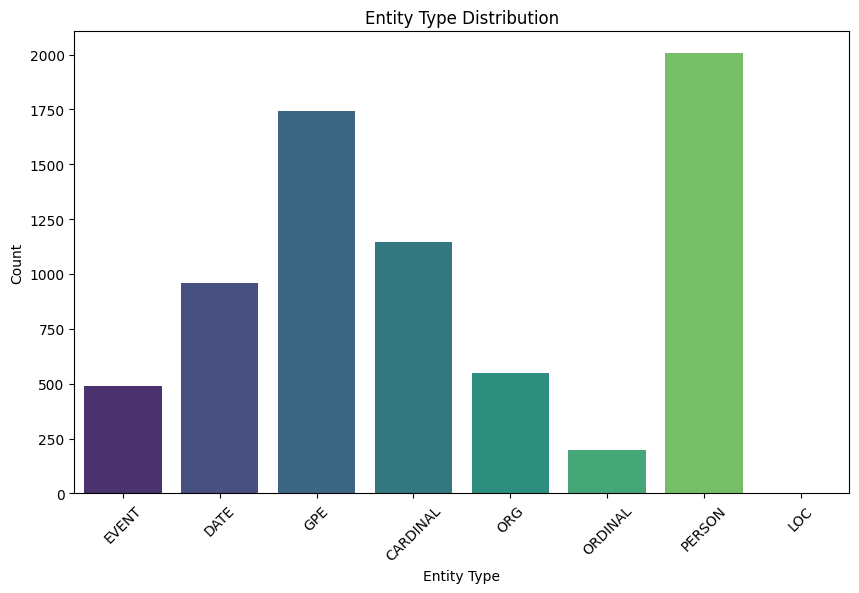 Entity Type Distribution
Count
2000
1750
1500
1250
1000
750
500
250
0
EVENT
DATE
GPE
CARDINAL
ORG
ORDINAL
PERSON
LOC
Entity Type